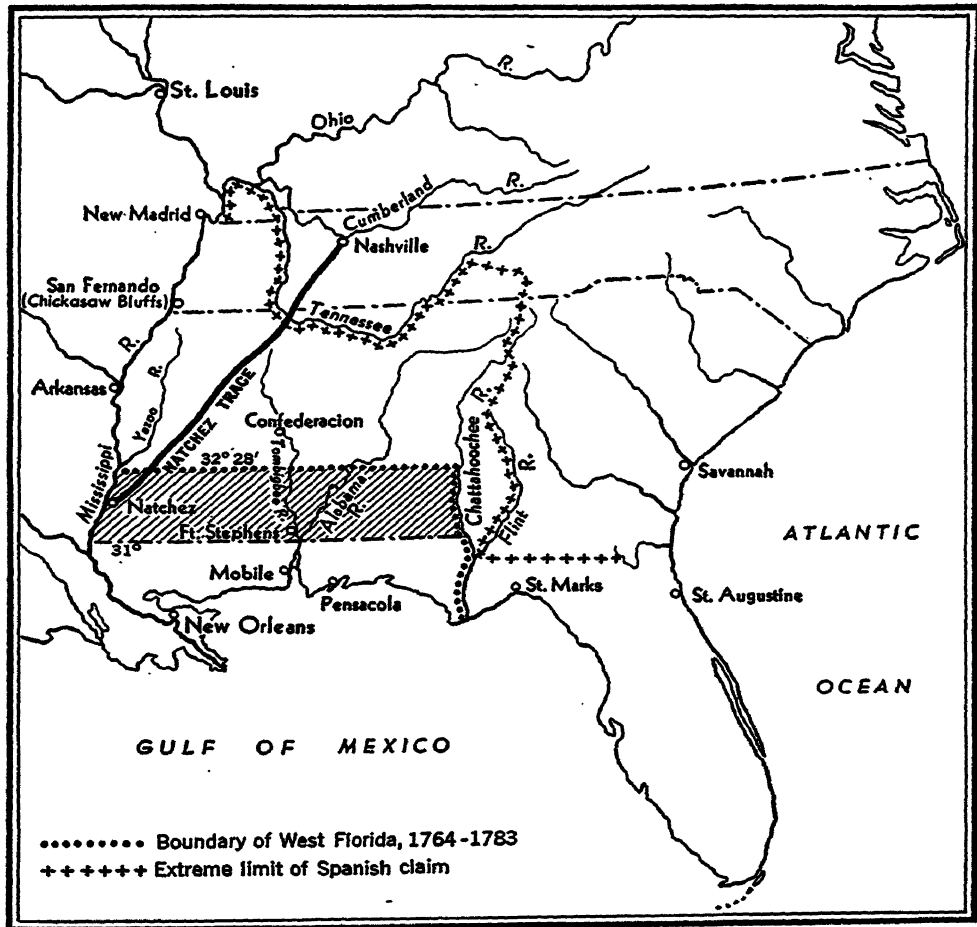 R.
St. Louis
Ohio
Cumberland
R.
New Madrid
Nashville
R.
San Fernando
(Chickasaw Bluffs)
Tennessee
R.
Arkansas
Yazoo
R.
NATCHEZ TRACE
Confederacion
R.
Chattahoochee
R.
Flint
32° 28'
Tombigbee R.
Alabama
R.
Savannah
Mississippi
Natchez
Ft. Stephens
31°
ATLANTIC
Mobile
St. Marks
Pensacola
St. Augustine
New Orleans
OCEAN
GULF OF MEXICO
Boundary of West Florida, 1764-1783
Extreme limit of Spanish claim